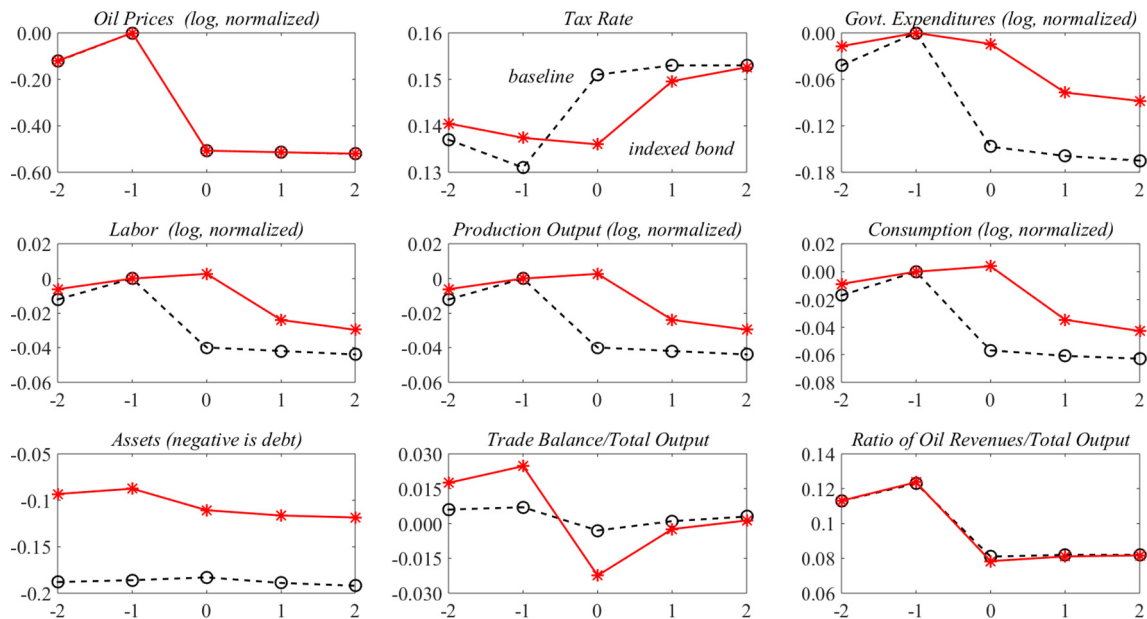 Oil Prices (log, normalized)
0.00
-0.20
-0.40
-0.60
-2 -1 0 1 2
Tax Rate
0.16
0.15
0.14
0.13
baseline
indexed bond
-2 -1 0 1 2
Govt. Expenditures (log, normalized)
0.00
-0.06
-0.12
-0.18
-2 -1 0 1 2
Labor (log, normalized)
0.02
0
-0.02
-0.04
-0.06
-2 -1 0 1 2
Production Output (log, normalized)
0.02
0
-0.02
-0.04
-0.06
-2 -1 0 1 2
Consumption (log, normalized)
0.02
0.00
-0.02
-0.04
-0.06
-0.08
-2 -1 0 1 2
Assets (negative is debt)
-0.05
-0.1
-0.15
-0.2
-2 -1 0 1 2
Trade Balance/Total Output
0.030
0.015
0.000
-0.015
-0.030
-2 -1 0 1 2
Ratio of Oil Revenues/Total Output
0.14
0.12
0.1
0.08
0.06
-2 -1 0 1 2